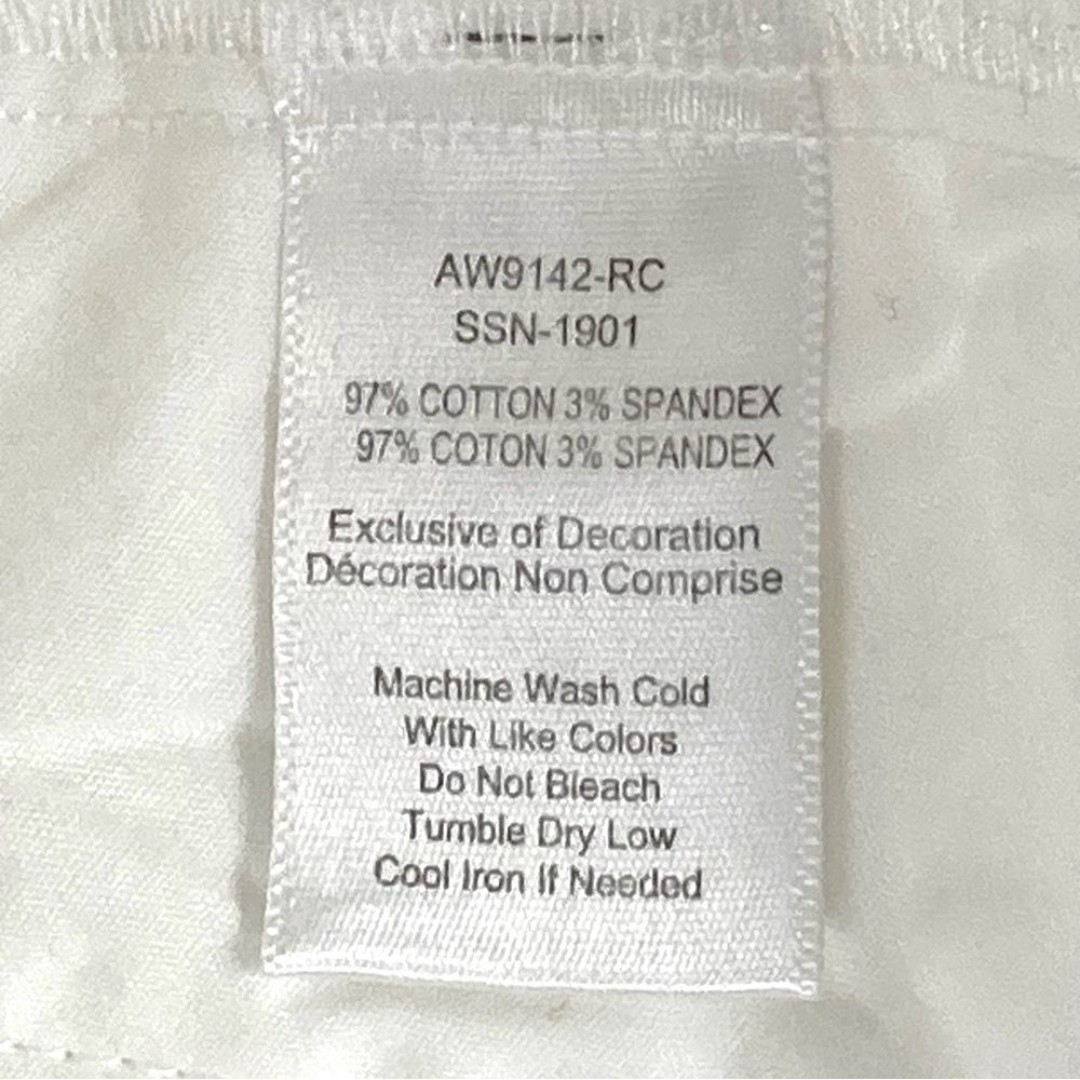 AW9142-RC
SSN-1901
97% COTTON 3% SPANDEX
97% COTON 3% SPANDEX
Exclusive of Decoration
Décoration Non Comprise
Machine Wash Cold
With Like Colors
Do Not Bleach
Tumble Dry Low
Cool Iron If Needed